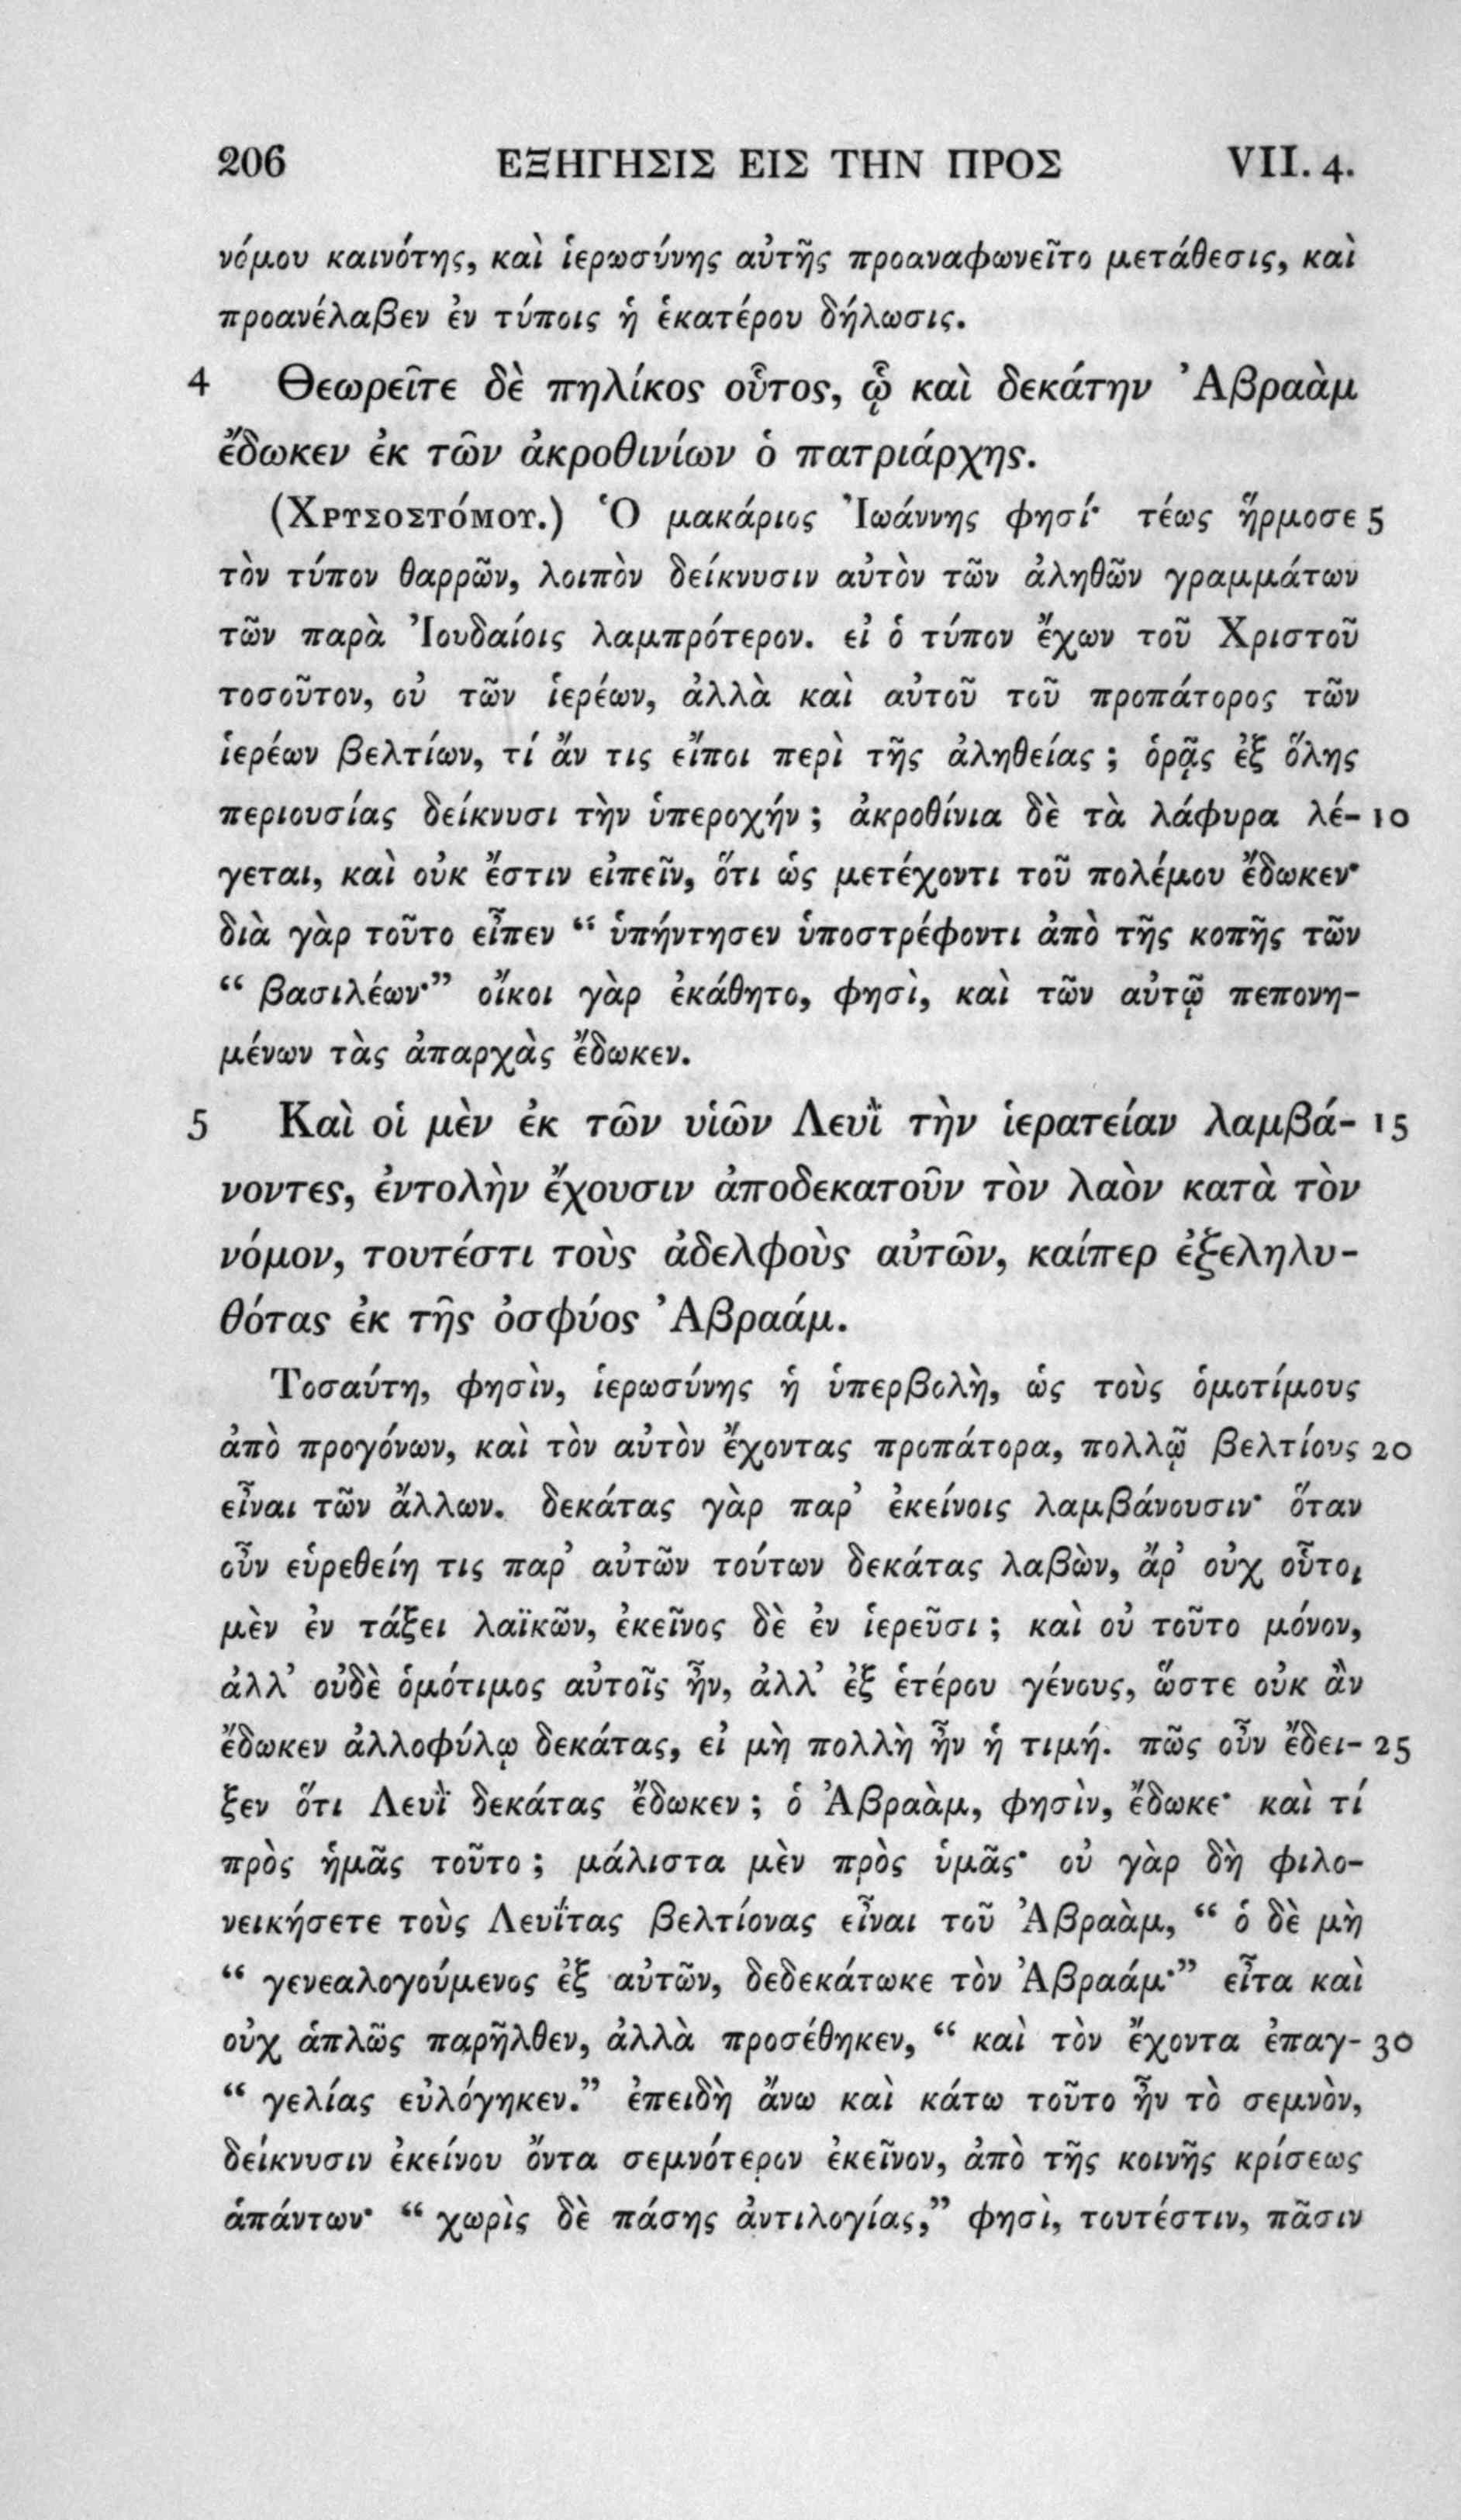 206 ΕΞΗΓΗΣΙΣ ΕΙΣ ΤΗΝ ΠΡΟΣ VII. 4.
νόμου καινότης, καὶ ἱερωσύνης αὐτῆς προαναφωνεῖτο μετάθεσις, καὶ
προανέλαβεν ἐν τύποις ἡ ἑκατέρου δήλωσις.
4 Θεωρεῖτε δὲ πηλίκος οὗτος, ᾧ καὶ δεκάτην Ἀβραὰμ
ἔδωκεν ἐκ τῶν ἀκροθινίων ὁ πατριάρχης.
(ΧΡΥΣΟΣΤόΜΟΥ.) Ὁ μακάριος Ἰωάννης φησί· τέως ἥρμοσε 5
τὸν τύπον θαρρῶν, λοιπὸν δείκνυσιν αὐτὸν τῶν ἀληθῶν γραμμάτων
τῶν παρὰ Ἰουδαίοις λαμπρότερον. εἰ ὁ τύπον ἔχων τοῦ Χριστοῦ
τοσοῦτον, οὐ τῶν ἱερέων, ἀλλὰ καὶ αὐτοῦ τοῦ προπάτορος τῶν
ἱερέων βελτίων, τί ἄν τις εἴποι περὶ τῆς ἀληθείας ; ὁρᾷς ἐξ ὅλης
περιουσίας δείκνυσι τὴν ὑπεροχήν ; ἀκροθίνια δὲ τὰ λάφυρα λέ- 10
γεται, καὶ οὐκ ἔστιν εἰπεῖν, ὅτι ὡς μετέχοντι τοῦ πολέμου ἔδωκεν·
διὰ γὰρ τοῦτο εἶπεν “ ὑπήντησεν ὑποστρέφοντι ἀπὸ τῆς κοπῆς τῶν
“ βασιλέων·” οἴκοι γὰρ ἐκάθητο, φησὶ, καὶ τῶν αὐτῷ πεπονη-
μένων τὰς ἀπαρχὰς ἔδωκεν.
5 Καὶ οἱ μὲν ἐκ τῶν υἱῶν Λευῒ τὴν ἱερατείαν λαμβά- 15
νοντες, ἐντολὴν ἔχουσιν ἀποδεκατοῦν τὸν λαὸν κατὰ τὸν
νόμον, τουτέστι τοὺς ἀδελφοὺς αὐτῶν, καίπερ ἐξεληλυ-
θότας ἐκ τῆς ὀσφύος Ἀβραάμ.
Τοσαύτη, φησὶν, ἱερωσύνης ἡ ὑπερβολὴ, ὡς τοὺς ὁμοτίμους
ἀπὸ προγόνων, καὶ τὸν αὐτὸν ἔχοντας προπάτορα, πολλῷ βελτίους 20
εἶναι τῶν ἄλλων. δεκάτας γὰρ παρ’ ἐκείνοις λαμβάνουσιν· ὅταν
οὖν εὑρεθείη τις παρ’ αὐτῶν τούτων δεκάτας λαβὼν, ἄρ’ οὐχ οὗτοι
μὲν ἐν τάξει λαϊκῶν, ἐκεῖνος δὲ ἐν ἱερεῦσι ; καὶ οὐ τοῦτο μόνον,
ἀλλ’ οὐδὲ ὁμότιμος αὐτοῖς ἦν, ἀλλ’ ἐξ ἑτέρου γένους, ὥστε οὐκ ἂν
ἔδωκεν ἀλλοφύλῳ δεκάτας, εἰ μὴ πολλὴ ἦν ἡ τιμή. πῶς οὖν ἔδει- 25
ξεν ὅτι Λευῒ δεκάτας ἔδωκεν ; ὁ Ἀβραὰμ, φησὶν, ἔδωκε· καὶ τί
πρὸς ἡμᾶς τοῦτο ; μάλιστα μὲν πρὸς ὑμᾶς· οὐ γὰρ δὴ φιλο-
νεικήσετε τοὺς Λευΐτας βελτίονας εἶναι τοῦ Ἀβραὰμ, “ ὁ δὲ μὴ
“ γενεαλογούμενος ἐξ αὐτῶν, δεδεκάτωκε τὸν Ἀβραάμ·” εἶτα καὶ
οὐχ ἁπλῶς παρῆλθεν, ἀλλὰ προσέθηκεν, “ καὶ τὸν ἔχοντα ἐπαγ- 30
“ γελίας εὐλόγηκεν.” ἐπειδὴ ἄνω καὶ κάτω τοῦτο ἦν τὸ σεμνὸν,
δείκνυσιν ἐκείνου ὄντα σεμνότερον ἐκεῖνον, ἀπὸ τῆς κοινῆς κρίσεως
ἁπάντων· “ χωρὶς δὲ πάσης ἀντιλογίας,” φησὶ, τουτέστιν, πᾶσιν